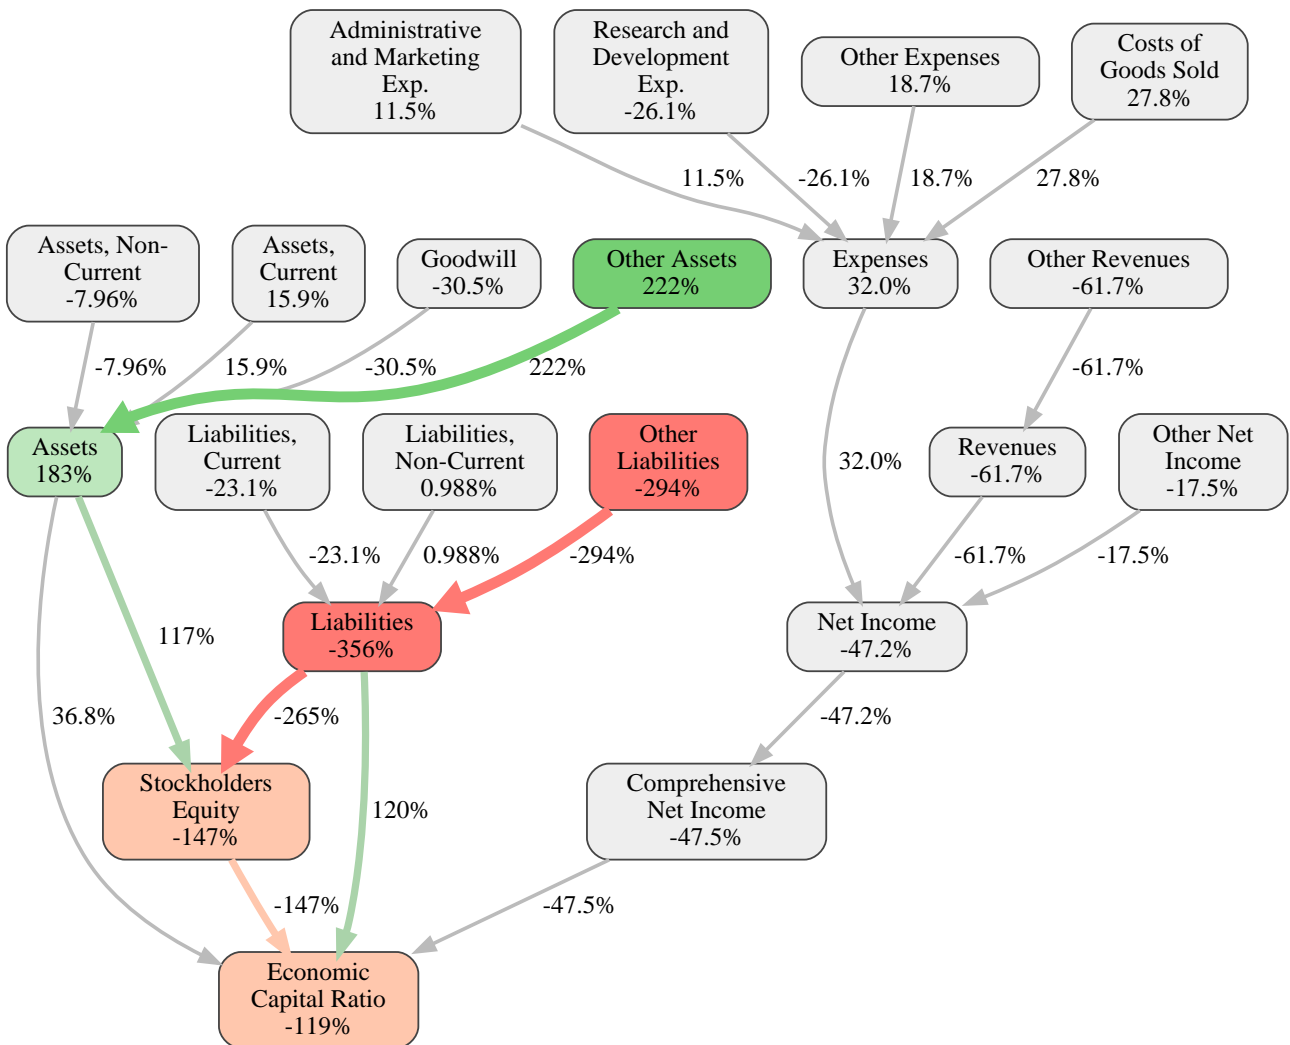 Administrative
and Marketing
Exp.
11.5%
Research and
Development
Exp.
-26.1%
Other Expenses
18.7%
Costs of
Goods Sold
27.8%
11.5%
-26.1%
18.7%
27.8%
Assets, Non-
Current
-7.96%
Assets,
Current
15.9%
Goodwill
-30.5%
Other Assets
222%
Expenses
32.0%
Other Revenues
-61.7%
-7.96%
15.9%
-30.5%
222%
-61.7%
Assets
183%
Liabilities,
Current
-23.1%
Liabilities,
Non-Current
0.988%
Other
Liabilities
-294%
32.0%
Revenues
-61.7%
Other Net
Income
-17.5%
-23.1%
0.988%
-294%
-61.7%
-17.5%
117%
Liabilities
-356%
Net Income
-47.2%
36.8%
-265%
-47.2%
Stockholders
Equity
-147%
120%
Comprehensive
Net Income
-47.5%
-147%
-47.5%
Economic
Capital Ratio
-119%